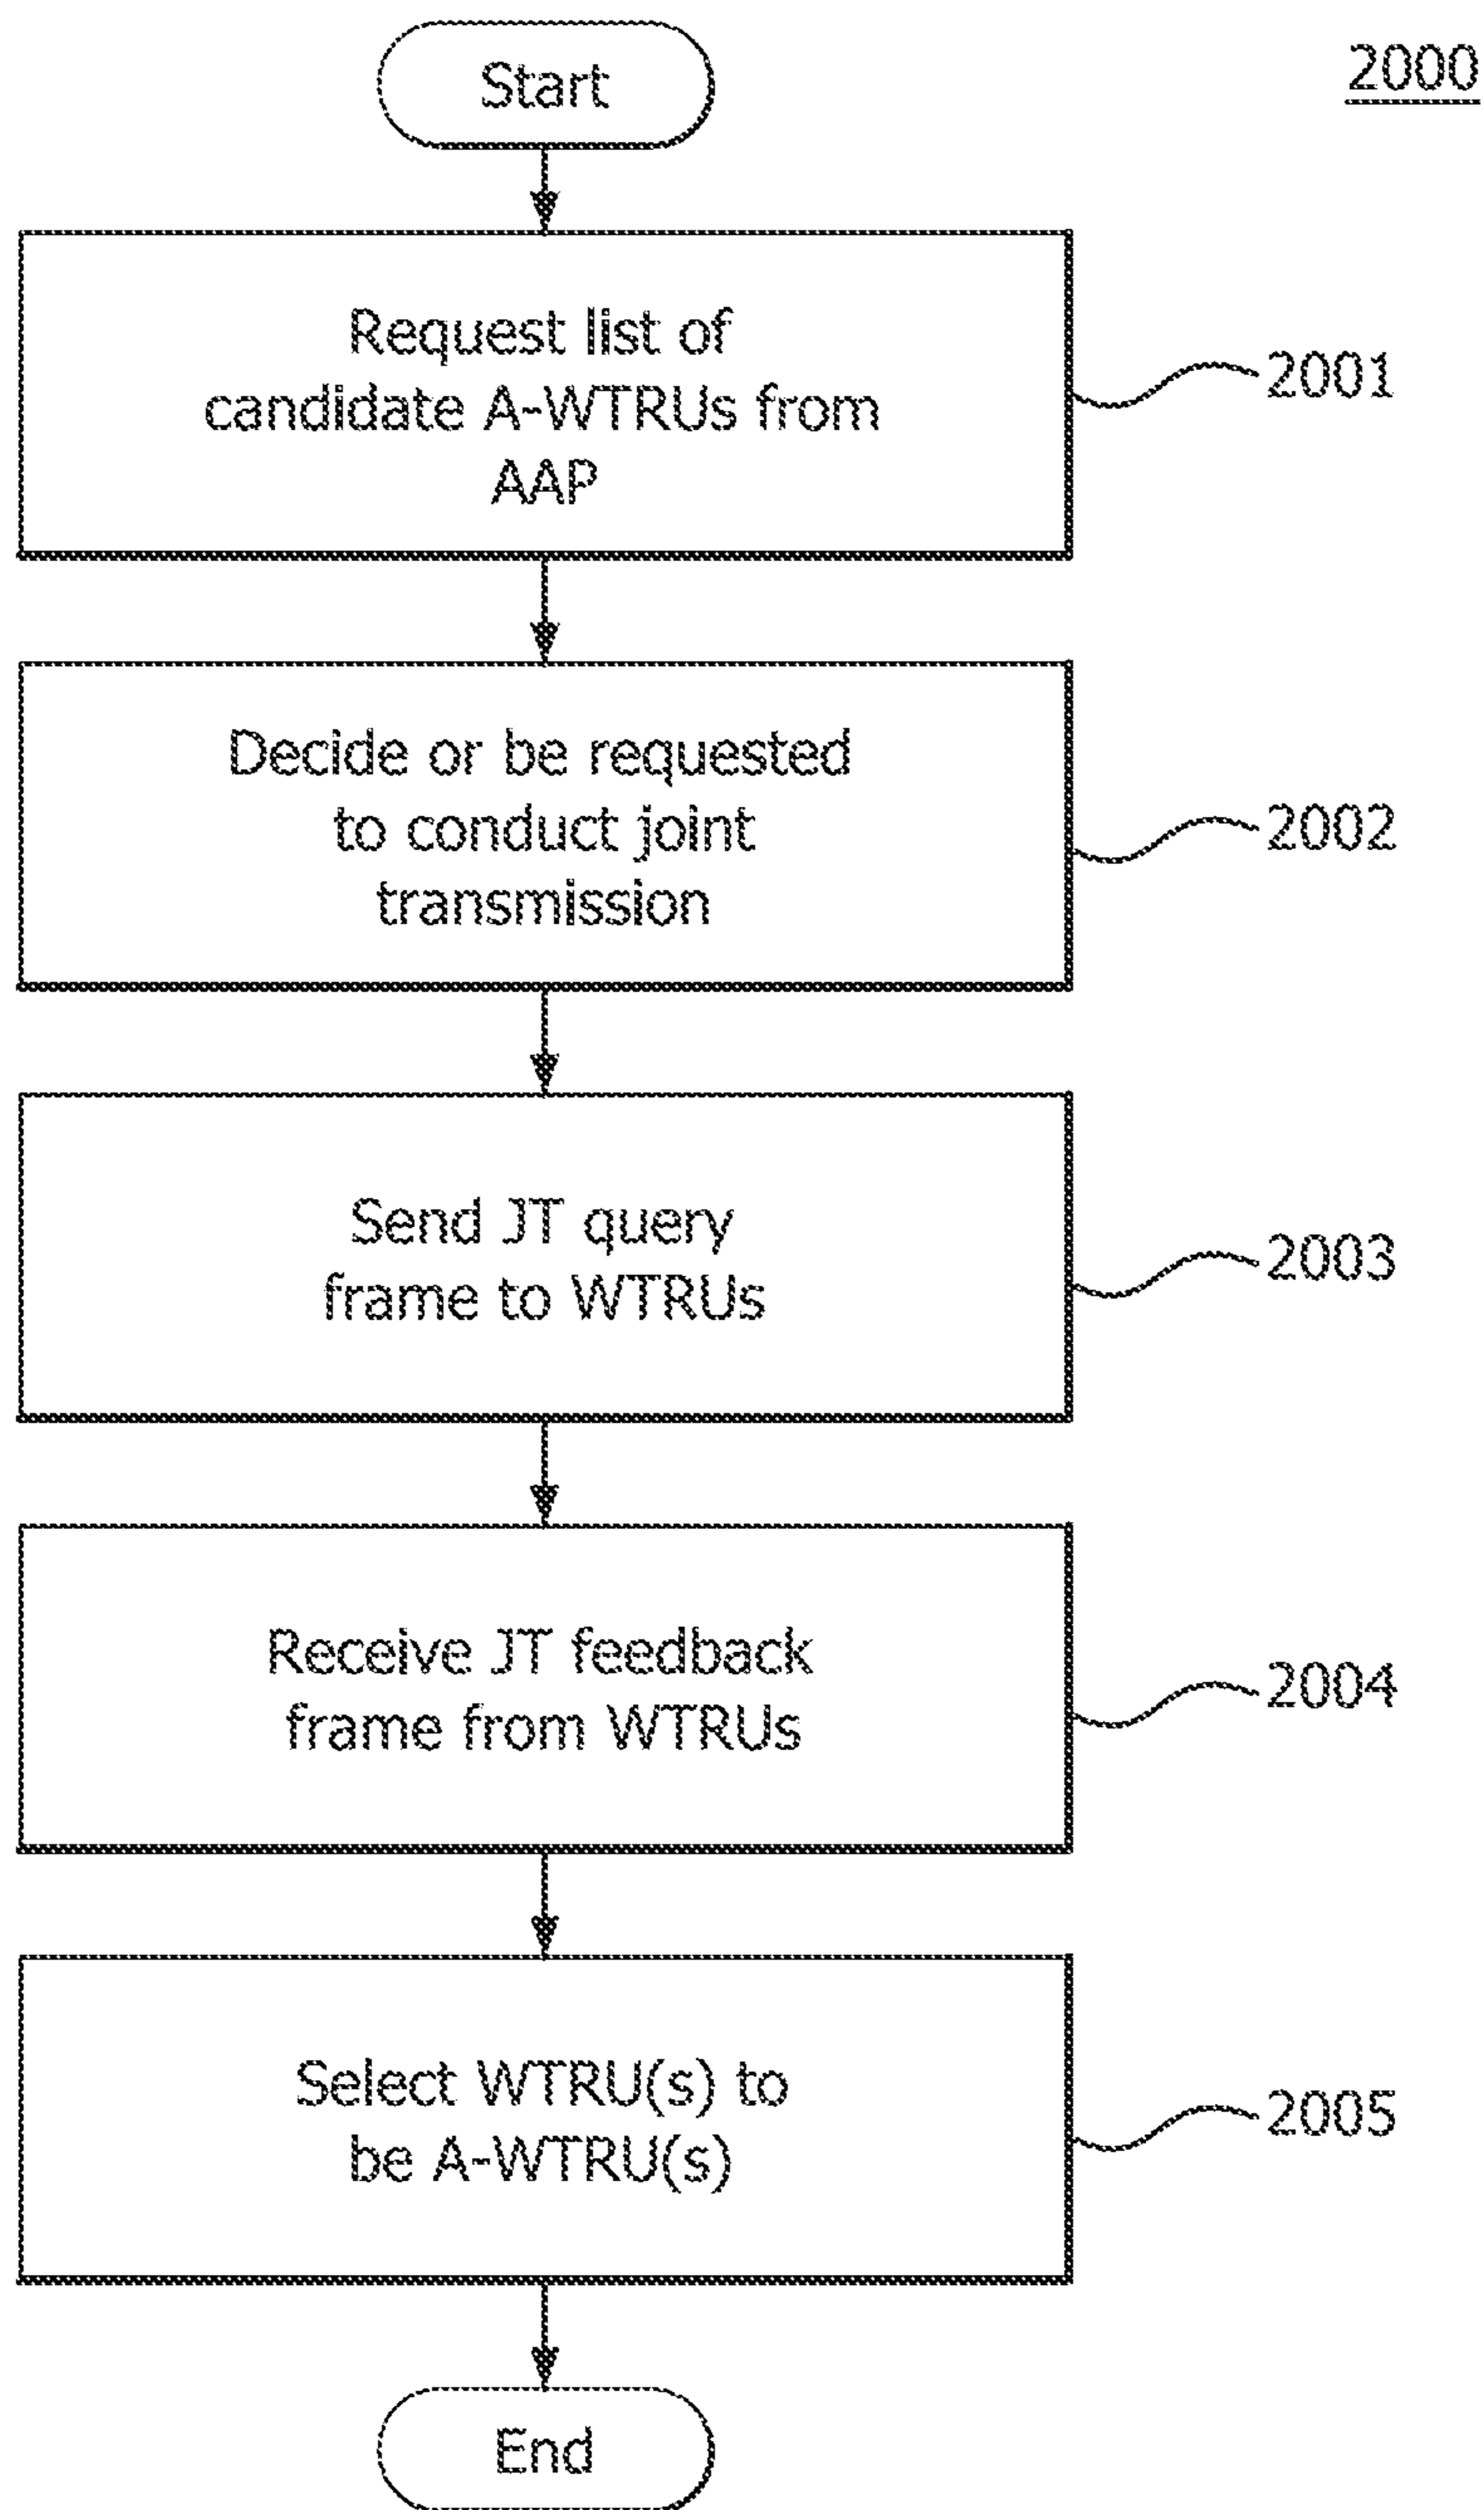 2000
Start
Request list of
candidate A-WTRUs from
AAP
2001
Decide or be requested
to conduct joint
transmission
2002
Send JT query
frame to WTRUs
2003
Receive JT feedback
frame from WTRUs
2004
Select WTRU(s) to
be A-WTRU(s)
2005
End